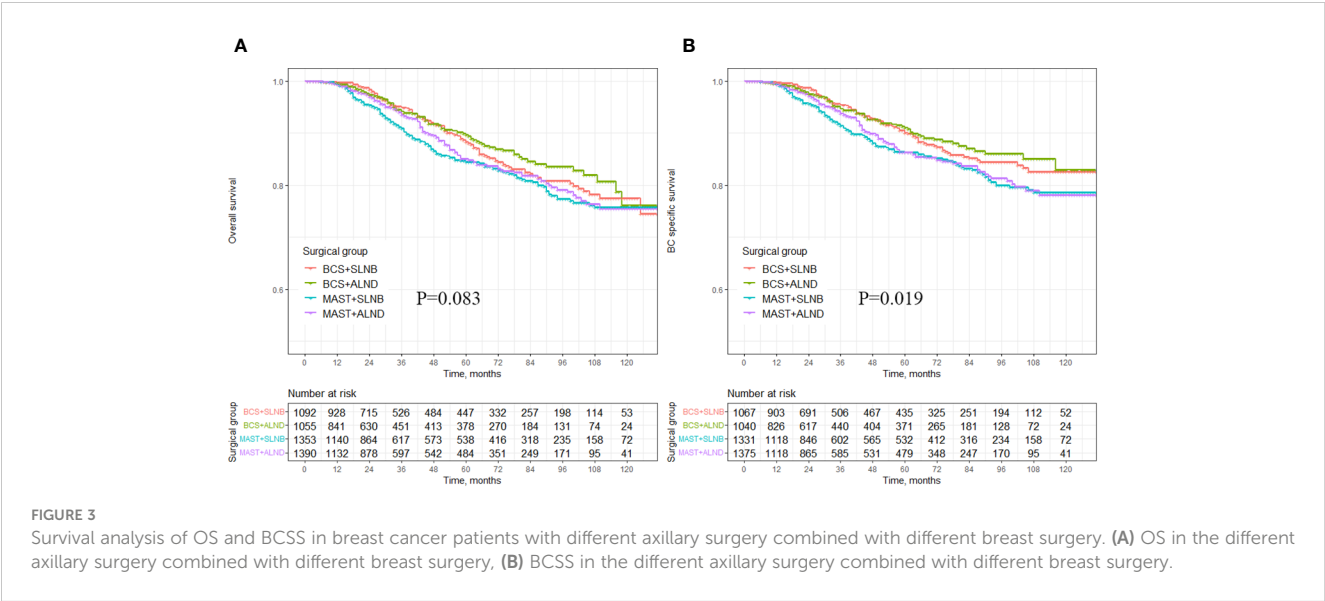 A
1.0
0.8
0.6
Overall survival
Surgical group
BCS+SLNB
BCS+ALND
MAST+SLNB
MAST+ALND
P=0.083
0 12 24 36 48 60 72 84 96 108 120
Time, months
Number at risk
Surgical group
BCS+SLNB 1092 928 715 526 484 447 332 257 198 114 53
BCS+ALND 1055 841 630 451 413 378 270 184 131 74 24
MAST+SLNB 1353 1140 864 617 573 538 416 318 235 158 72
MAST+ALND 1390 1132 878 597 542 484 351 249 171 95 41
0 12 24 36 48 60 72 84 96 108 120
Time, months
B
1.0
0.8
0.6
BC specific survival
Surgical group
BCS+SLNB
BCS+ALND
MAST+SLNB
MAST+ALND
P=0.019
0 12 24 36 48 60 72 84 96 108 120
Time, months
Number at risk
Surgical group
BCS+SLNB 1067 903 691 506 467 435 325 251 194 112 52
BCS+ALND 1040 826 617 440 404 371 265 181 128 72 24
MAST+SLNB 1331 1118 846 602 565 532 412 316 234 158 72
MAST+ALND 1375 1118 865 585 531 479 348 247 170 95 41
0 12 24 36 48 60 72 84 96 108 120
Time, months
FIGURE 3
Survival analysis of OS and BCSS in breast cancer patients with different axillary surgery combined with different breast surgery. (A) OS in the different
axillary surgery combined with different breast surgery, (B) BCSS in the different axillary surgery combined with different breast surgery.